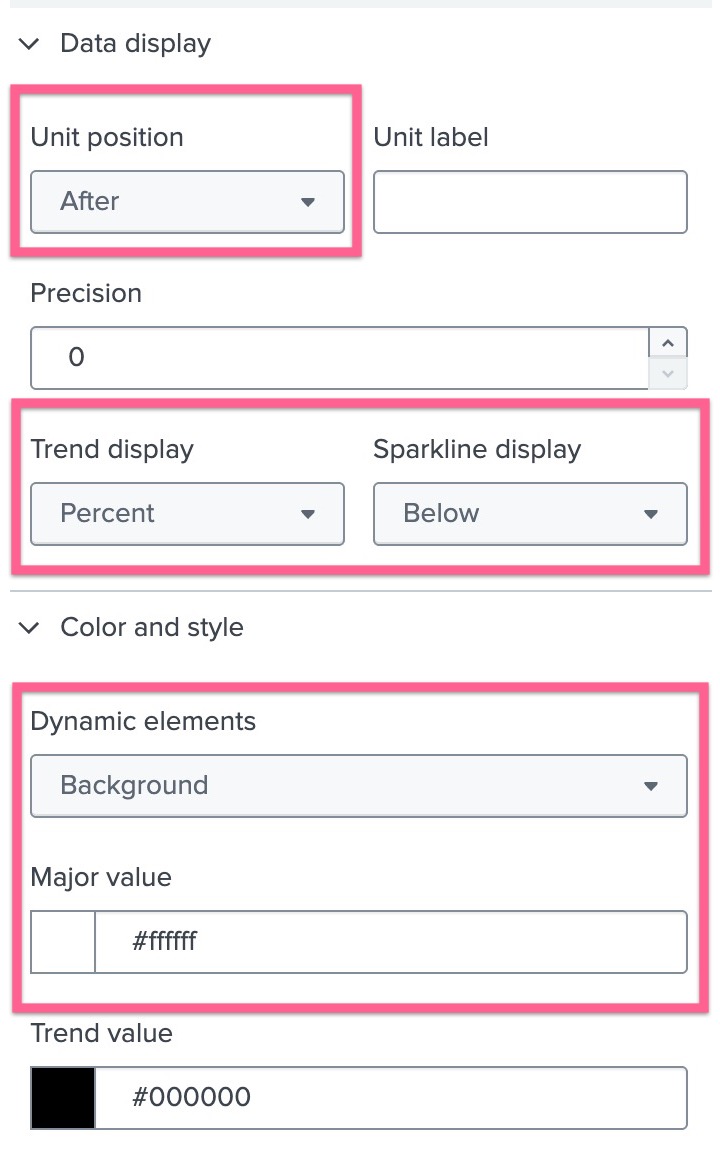 Data display
Unit position Unit label
After
Precision
0
Trend display Sparkline display
Percent Below
Color and style
Dynamic elements
Background
Major value
#ffffff
Trend value
#000000